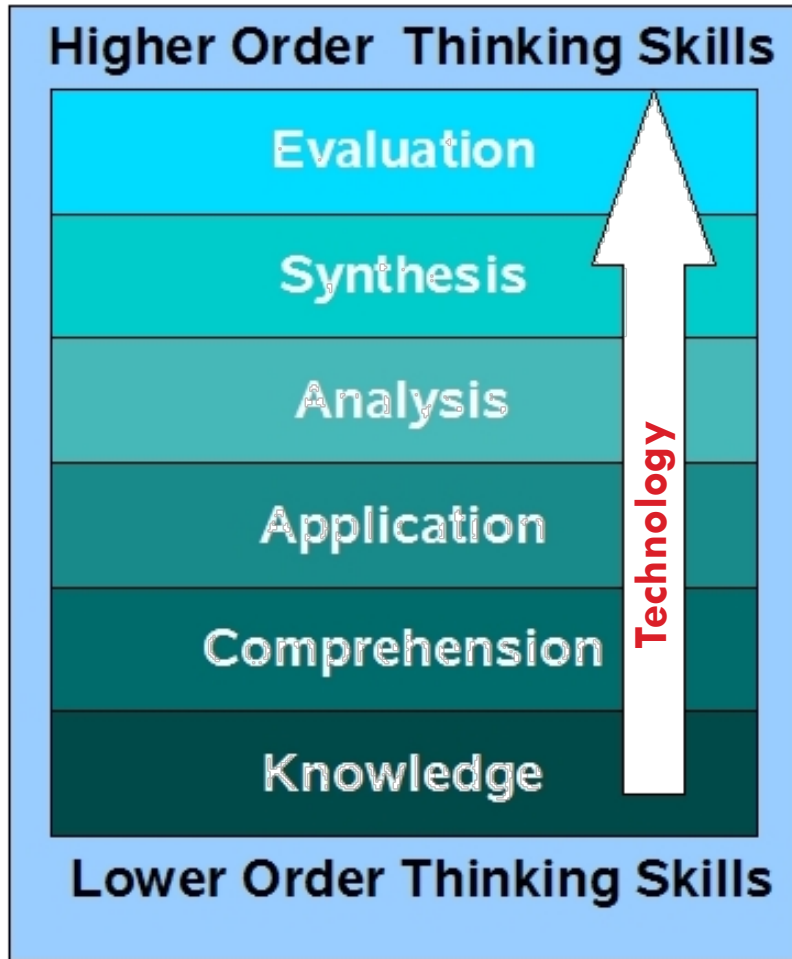 Higher Order Thinking Skills
Evaluation
Synthesis
Analysis
Application
Technology
Comprehension
Knowledge
Lower Order Thinking Skills